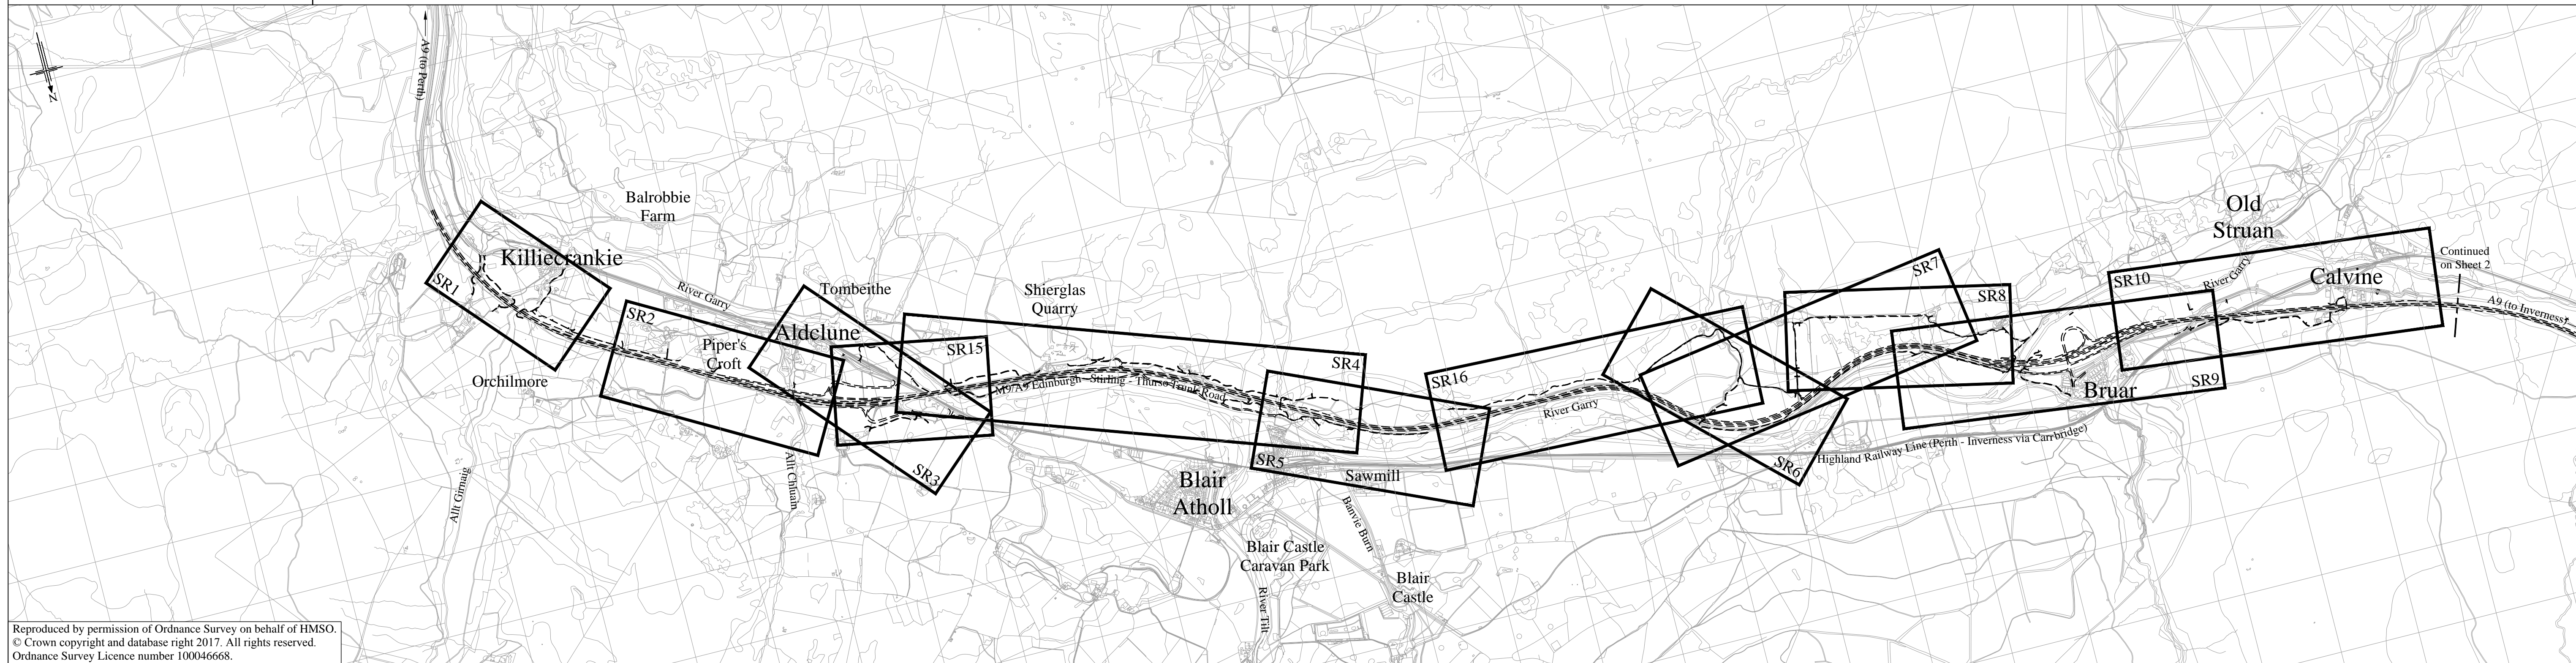 A9 (to Perth)
N
Balrobbie
Farm
Killiecrankie
SR1
River Garry
SR2
Tombeithe
Aldclune
Piper's
Croft
Orchilmore
SR15
Shierglas
Quarry
SR4
M9/A9 Edinburgh - Stirling - Thurso Trunk Road
SR3
Allt Girnaig
Allt Chluain
SR5
Sawmill
Blair
Atholl
Banvie Burn
Blair Castle
Caravan Park
River Tilt
Blair
Castle
SR16
River Garry
SR7
SR8
SR6
Highland Railway Line (Perth - Inverness via Carrbridge)
SR9
Bruar
SR10
Old
Struan
River Garry
Calvine
Continued
on Sheet 2
A9 (to Inverness)
Reproduced by permission of Ordnance Survey on behalf of HMSO.
© Crown copyright and database right 2017. All rights reserved.
Ordnance Survey Licence number 100046668.